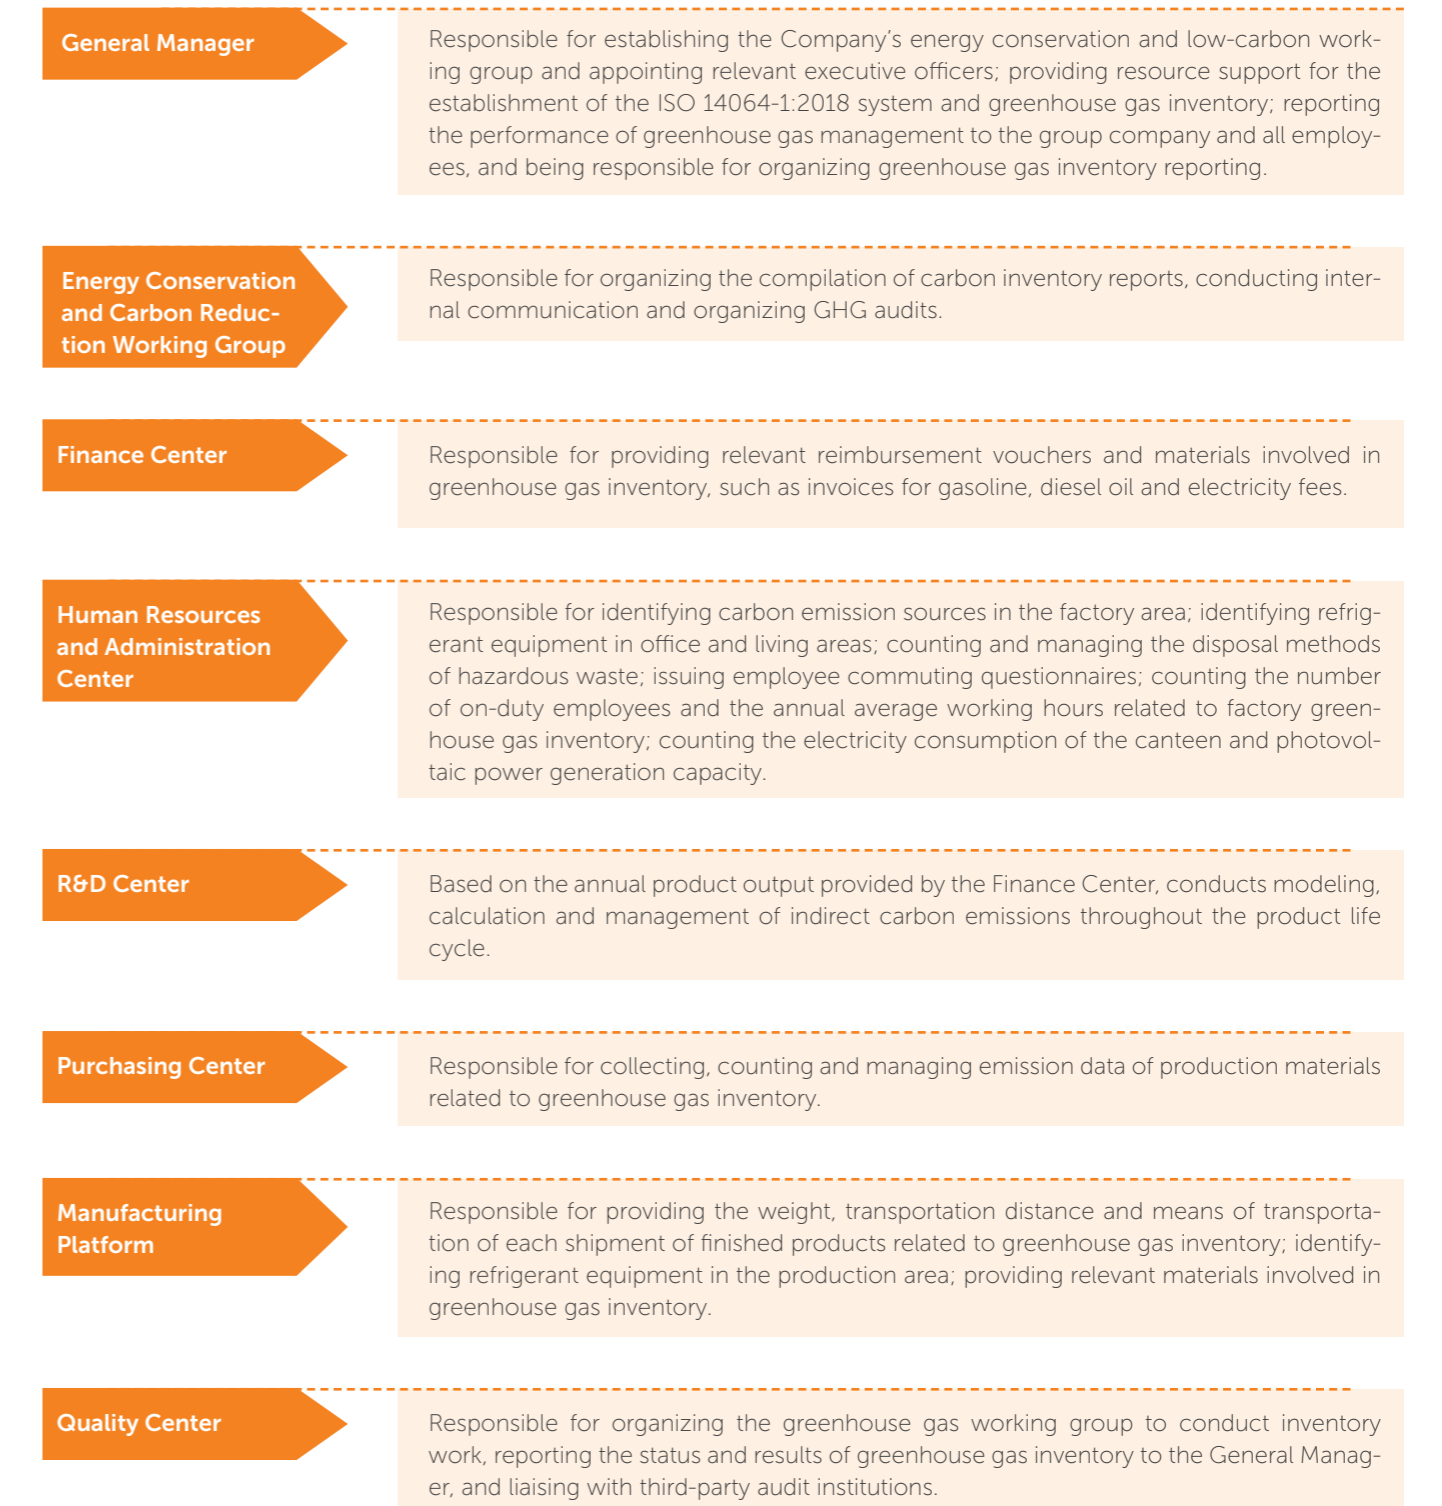 General Manager
Responsible for establishing the Company's energy conservation and low-carbon work-
ing group and appointing relevant executive officers; providing resource support for the
establishment of the ISO 14064-1:2018 system and greenhouse gas inventory; reporting
the performance of greenhouse gas management to the group company and all employ-
ees, and being responsible for organizing greenhouse gas inventory reporting.
Energy Conservation
and Carbon Reduc-
tion Working Group
Responsible for organizing the compilation of carbon inventory reports, conducting inter-
nal communication and organizing GHG audits.
Finance Center
Responsible for providing relevant reimbursement vouchers and materials involved in
greenhouse gas inventory, such as invoices for gasoline, diesel oil and electricity fees.
Human Resources
and Administration
Center
Responsible for identifying carbon emission sources in the factory area; identifying refrig-
erant equipment in office and living areas; counting and managing the disposal methods
of hazardous waste; issuing employee commuting questionnaires; counting the number
of on-duty employees and the annual average working hours related to factory green-
house gas inventory; counting the electricity consumption of the canteen and photovol-
taic power generation capacity.
R&D Center
Based on the annual product output provided by the Finance Center, conducts modeling,
calculation and management of indirect carbon emissions throughout the product life
cycle.
Purchasing Center
Responsible for collecting, counting and managing emission data of production materials
related to greenhouse gas inventory.
Manufacturing
Platform
Responsible for providing the weight, transportation distance and means of transporta-
tion of each shipment of finished products related to greenhouse gas inventory; identify-
ing refrigerant equipment in the production area; providing relevant materials involved in
greenhouse gas inventory.
Quality Center
Responsible for organizing the greenhouse gas working group to conduct inventory
work, reporting the status and results of greenhouse gas inventory to the General Manag-
er, and liaising with third-party audit institutions.